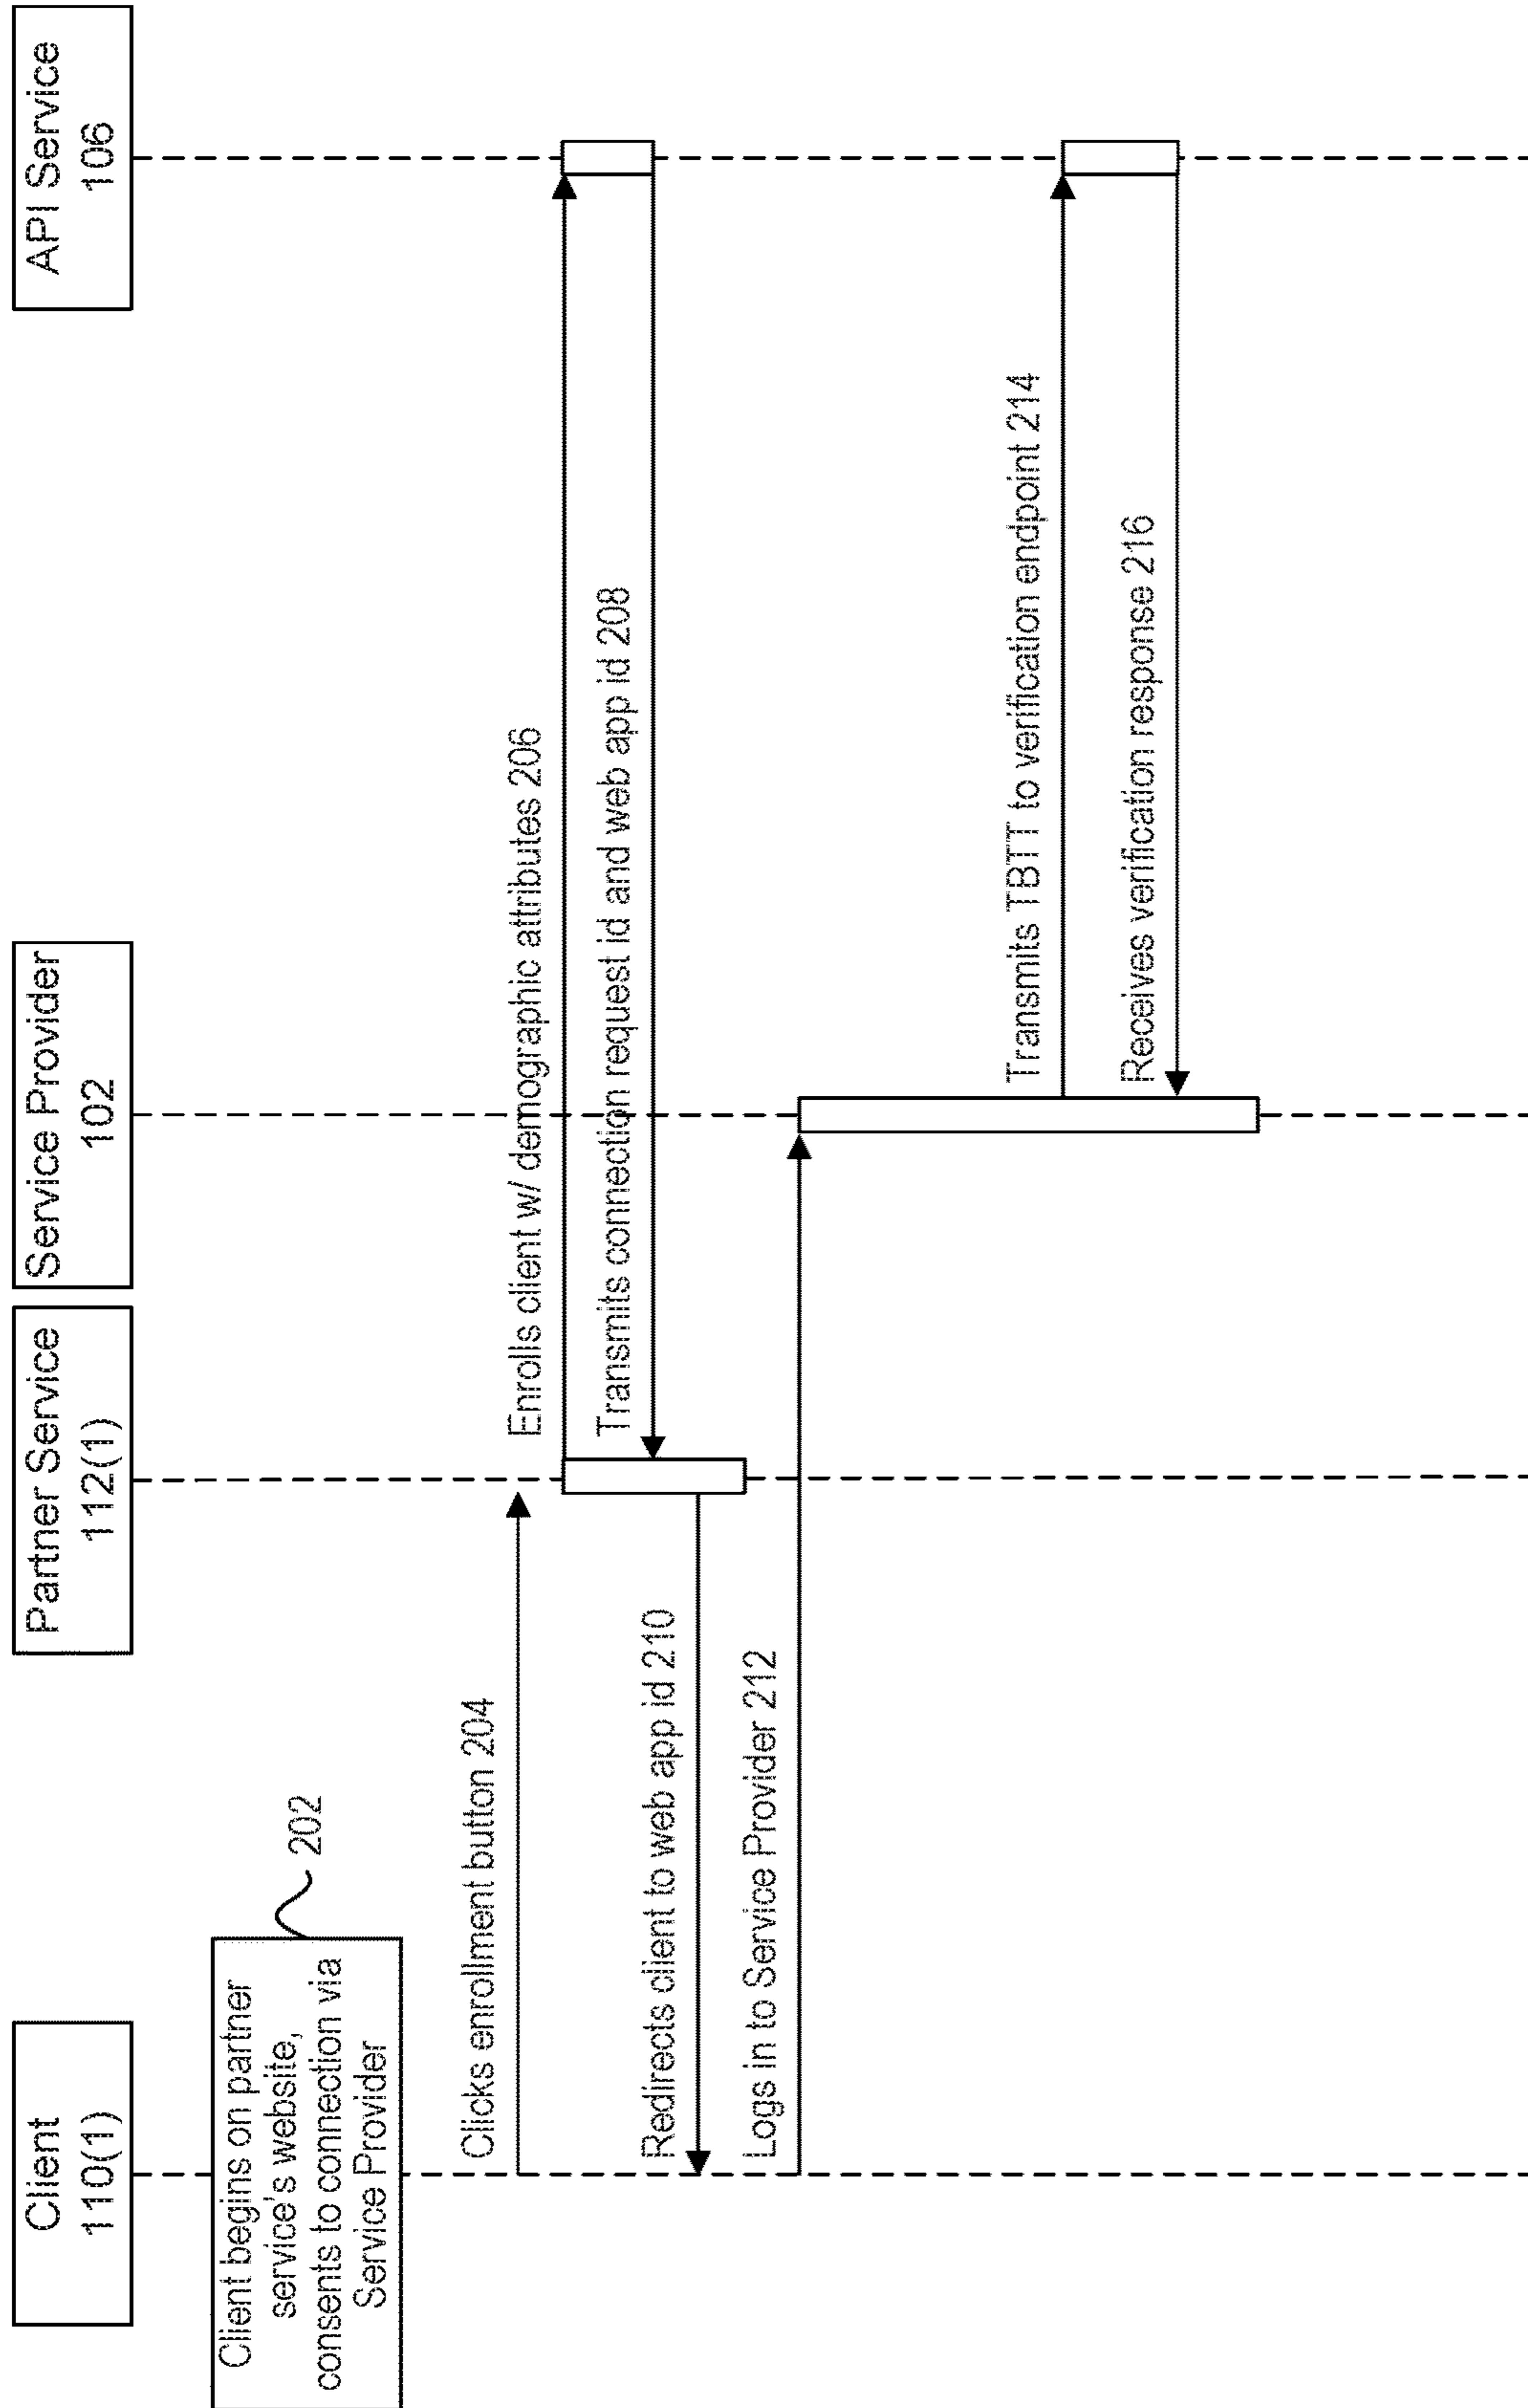 Client
110(1)
Partner Service
112(1)
Service Provider
102
API Service
106
Client begins on partner
service's website,
consents to connection via
Service Provider
202
Clicks enrollment button 204
Enrolls client w/ demographic attributes 206
Transmits connection request id and web app id 208
Redirects client to web app id 210
Logs in to Service Provider 212
Transmits TBTT to verification endpoint 214
Receives verification response 216